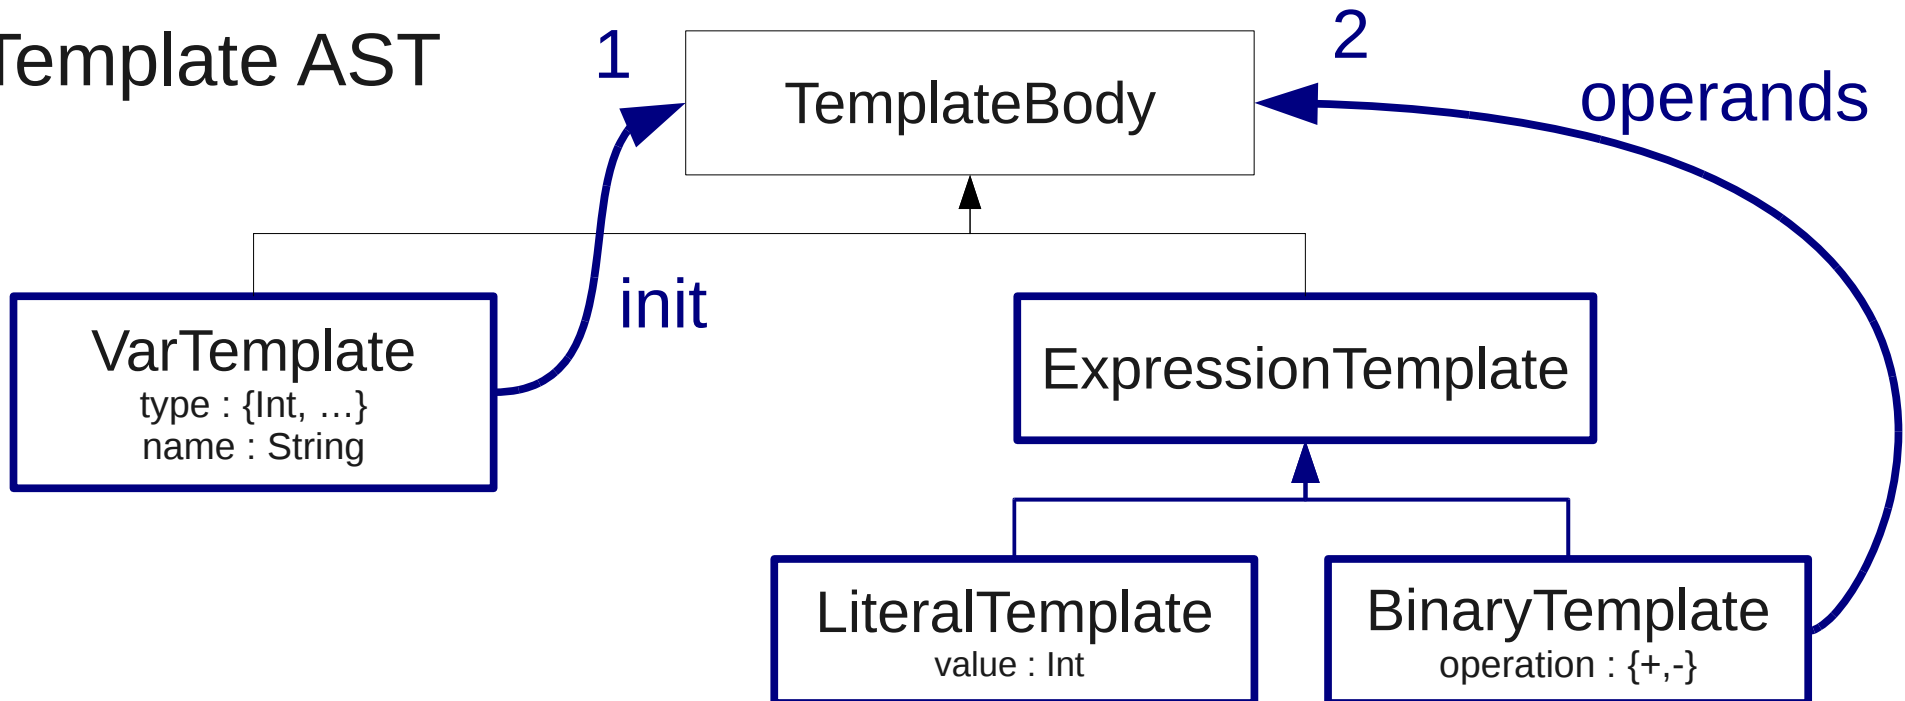 Template AST
1
2
TemplateBody
operands
init
VarTemplate
type : {Int, …}
name : String
ExpressionTemplate
LiteralTemplate
value : Int
BinaryTemplate
operation : {+,-}